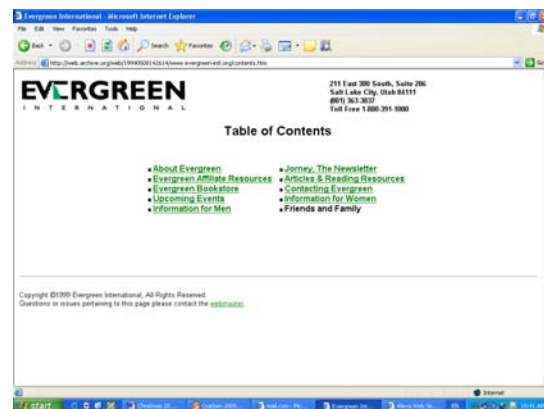 Evergreen International - Microsoft Internet Explorer
File Edit View Favorites Tools Help
Back Search Favorites
Address http://web.archive.org/web/19990508142614/www.evergreen-intl.org/contents.htm Go
EVERGREEN
INTERNATIONAL
211 East 300 South, Suite 206
Salt Lake City, Utah 84111
(801) 363-3837
Toll Free 1-800-391-1000
Table of Contents
About Evergreen
Evergreen Affiliate Resources
Evergreen Bookstore
Upcoming Events
Information for Men
Jorney, The Newsletter
Articles & Reading Resources
Contacting Evergreen
Information for Women
Friends and Family
Copyright ©1999 Evergreen International, All Rights Reserved.
Questions or issues pertaining to this page please contact the webmaster.
Internet
start